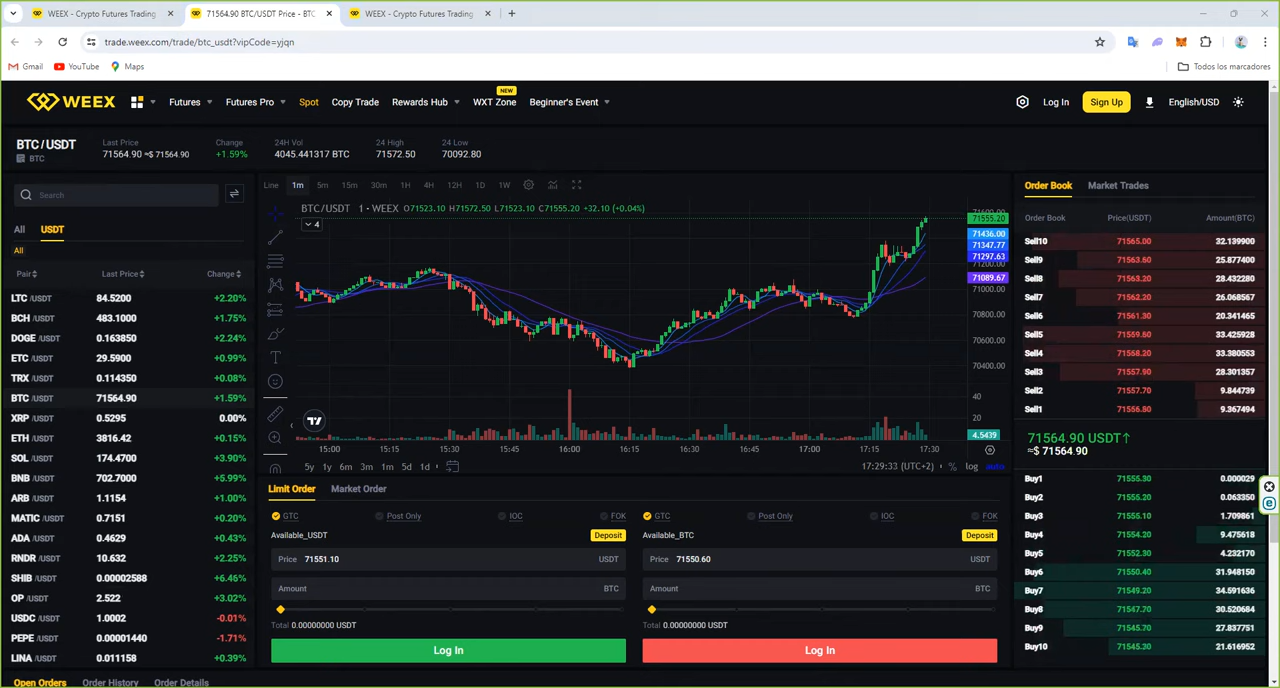 WEEX - Crypto Futures Trading
71564.90 BTC/USDT Price - BTC
WEEX - Crypto Futures Trading
trade.weex.com/trade/btc_usdt?vipCode=yjqn
Gmail YouTube Maps Todos los marcadores
WEEX Futures Futures Pro Spot Copy Trade Rewards Hub WXT Zone NEW Beginner's Event Log In Sign Up English/USD
BTC/USDT Last Price Change 24H Vol 24 High 24 Low
BTC 71564.90 ≈$ 71564.90 +1.59% 4045.441317 BTC 71572.50 70092.80
Search
All USDT
All
Pair Last Price Change
LTC /USDT 84.5200 +2.20%
BCH /USDT 483.1000 +1.75%
DOGE /USDT 0.163850 +2.24%
ETC /USDT 29.5900 +0.99%
TRX /USDT 0.114350 +0.08%
BTC /USDT 71564.90 +1.59%
XRP /USDT 0.5295 0.00%
ETH /USDT 3816.42 +0.15%
SOL /USDT 174.4700 +3.90%
BNB /USDT 702.7000 +5.99%
ARB /USDT 1.1154 +1.00%
MATIC /USDT 0.7151 +0.20%
ADA /USDT 0.4629 +0.43%
RNDR /USDT 10.632 +2.25%
SHIB /USDT 0.00002588 +6.46%
OP /USDT 2.522 +3.02%
USDC /USDT 1.0002 -0.01%
PEPE /USDT 0.00001440 -1.71%
LINA /USDT 0.011158 +0.39%
Open Orders Order History Order Details
Line 1m 5m 15m 30m 1H 4H 12H 1D 1W
BTC/USDT · 1 · WEEX O71523.10 H71572.50 L71523.10 C71555.20 +32.10 (+0.04%)
4
71555.20
71436.00
71347.77
71297.63
71200.00
71089.67
71000.00
70800.00
70600.00
70400.00
40
20
4.5439
15:00 15:15 15:30 15:45 16:00 16:15 16:30 16:45 17:00 17:15 17:30
5y 1y 6m 3m 1m 5d 1d 17:29:33 (UTC+2) % log auto
Limit Order Market Order
GTC Post Only IOC FOK
Available_USDT Deposit
Price 71551.10 USDT
Amount BTC
Total 0.00000000 USDT
Log In
GTC Post Only IOC FOK
Available_BTC Deposit
Price 71550.60 USDT
Amount BTC
Total 0.00000000 USDT
Log In
Order Book Market Trades
Order Book Price(USDT) Amount(BTC)
Sell10 71565.00 32.139900
Sell9 71563.60 25.877400
Sell8 71563.20 28.432280
Sell7 71562.20 26.068567
Sell6 71561.30 20.341465
Sell5 71559.60 33.425928
Sell4 71568.20 33.380553
Sell3 71557.90 28.301357
Sell2 71557.70 9.844739
Sell1 71556.80 9.367494
71564.90 USDT↑
≈$ 71564.90
Buy1 71555.30 0.000029
Buy2 71555.20 0.063350
Buy3 71555.10 1.709861
Buy4 71554.20 9.475618
Buy5 71552.30 4.232170
Buy6 71550.40 31.948150
Buy7 71549.20 34.591636
Buy8 71547.70 30.520684
Buy9 71545.70 27.837751
Buy10 71545.30 21.616952